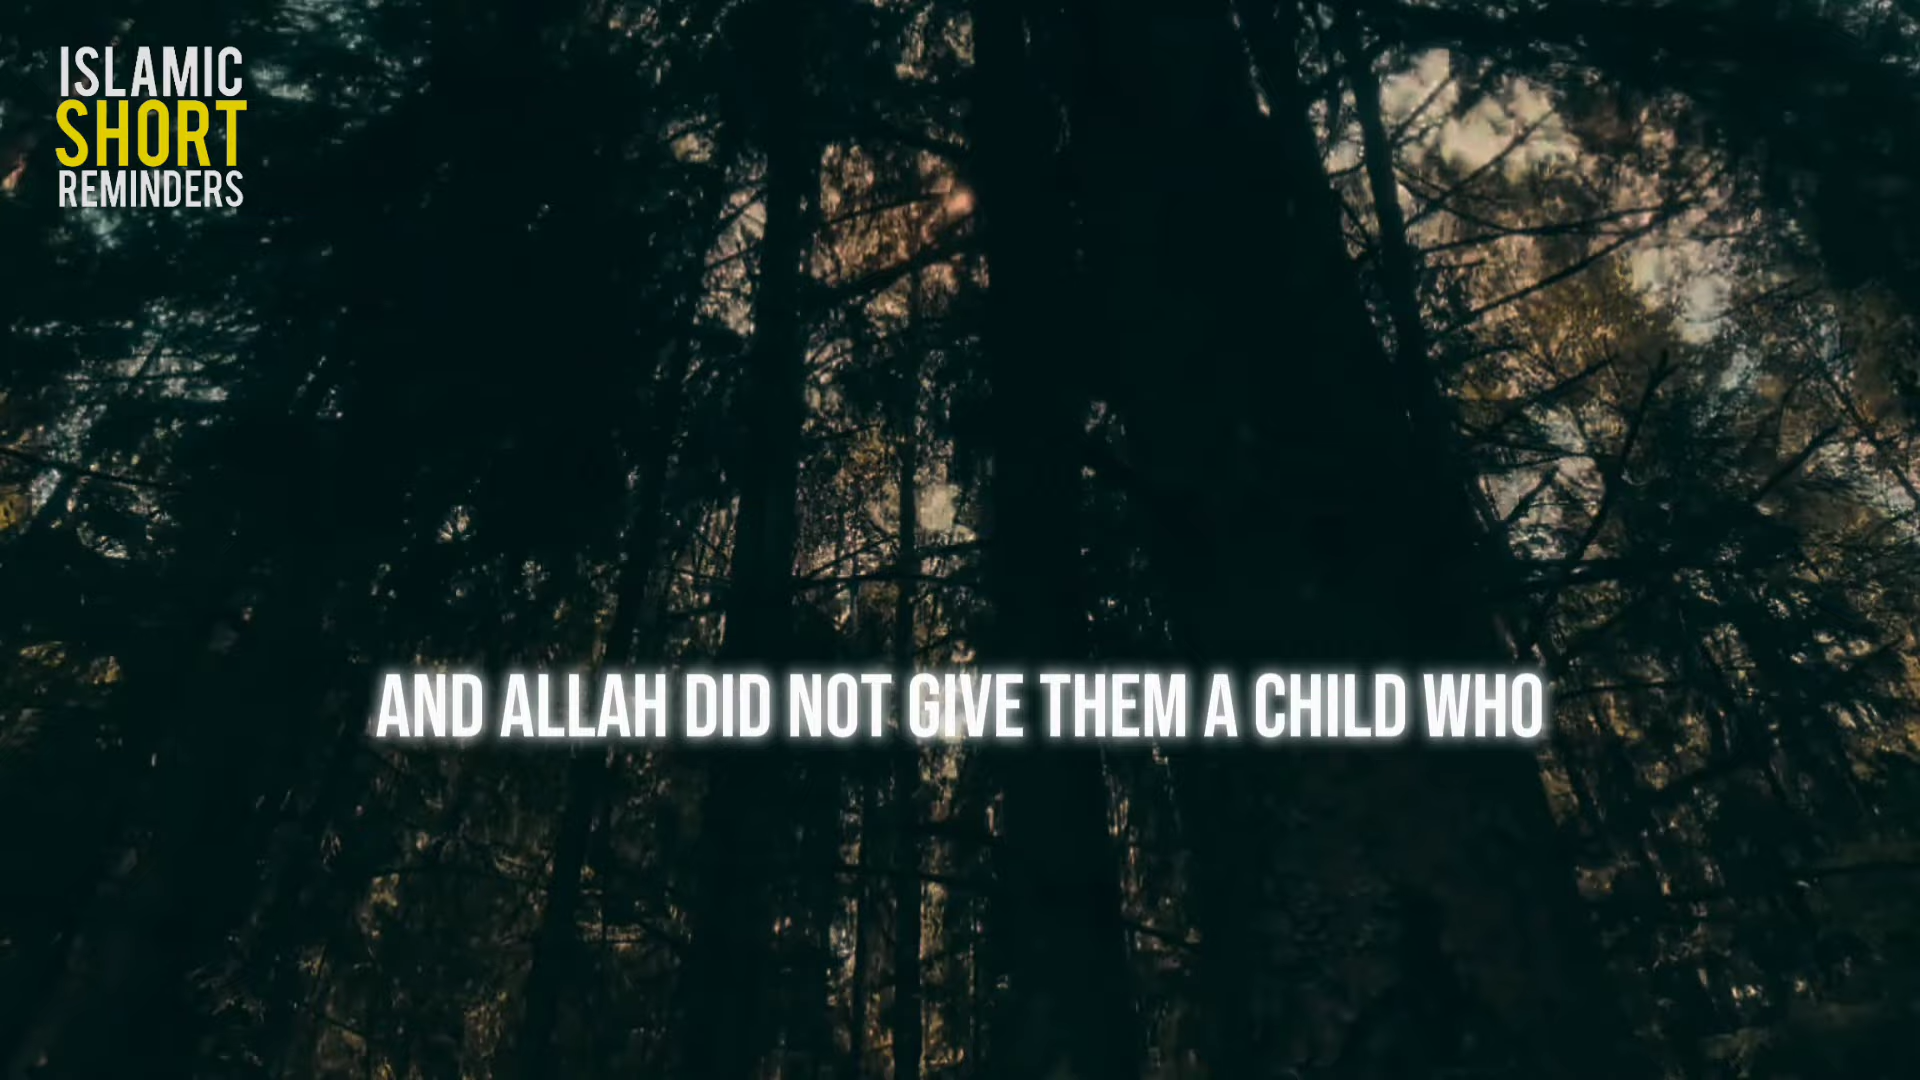 ISLAMIC
SHORT
REMINDERS
AND ALLAH DID NOT GIVE THEM A CHILD WHO